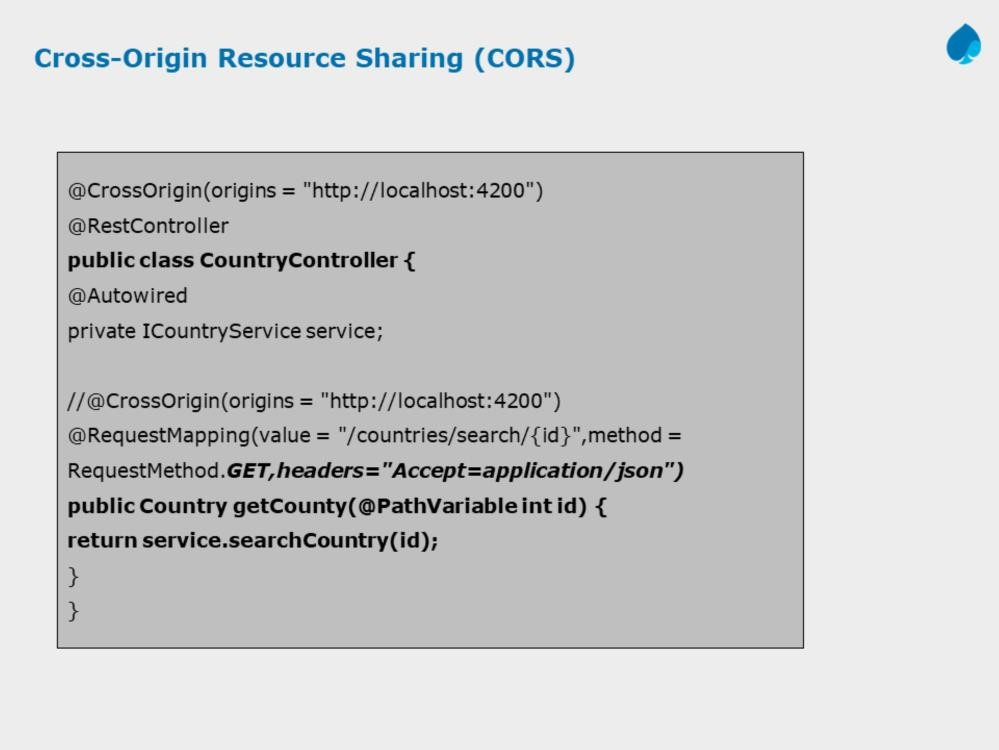 Cross-Origin Resource Sharing (CORS)
@CrossOrigin(origins = "http://localhost:4200")
@RestController
public class CountryController {
@Autowired
private ICountryService service;
//@CrossOrigin(origins = "http://localhost:4200")
@RequestMapping(value = "/countries/search/{id}",method =
RequestMethod.GET,headers="Accept=application/json")
public Country getCounty(@PathVariable int id) {
return service.searchCountry(id);
}
}